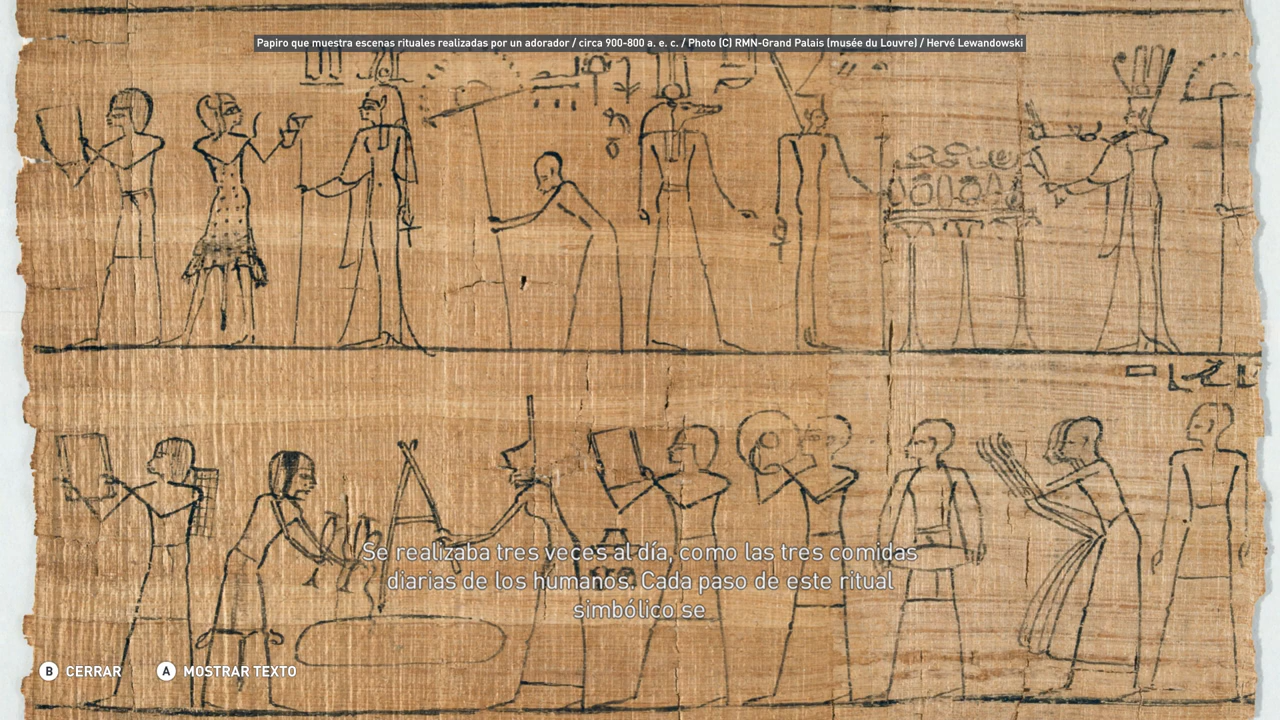 Papiro que muestra escenas rituales realizadas por un adorador / circa 900-800 a. e. c. / Photo (C) RMN-Grand Palais (musée du Louvre) / Hervé Lewandowski
Se realizaba tres veces al día, como las tres comidas
diarias de los humanos. Cada paso de este ritual
simbólico se
B CERRAR
A MOSTRAR TEXTO